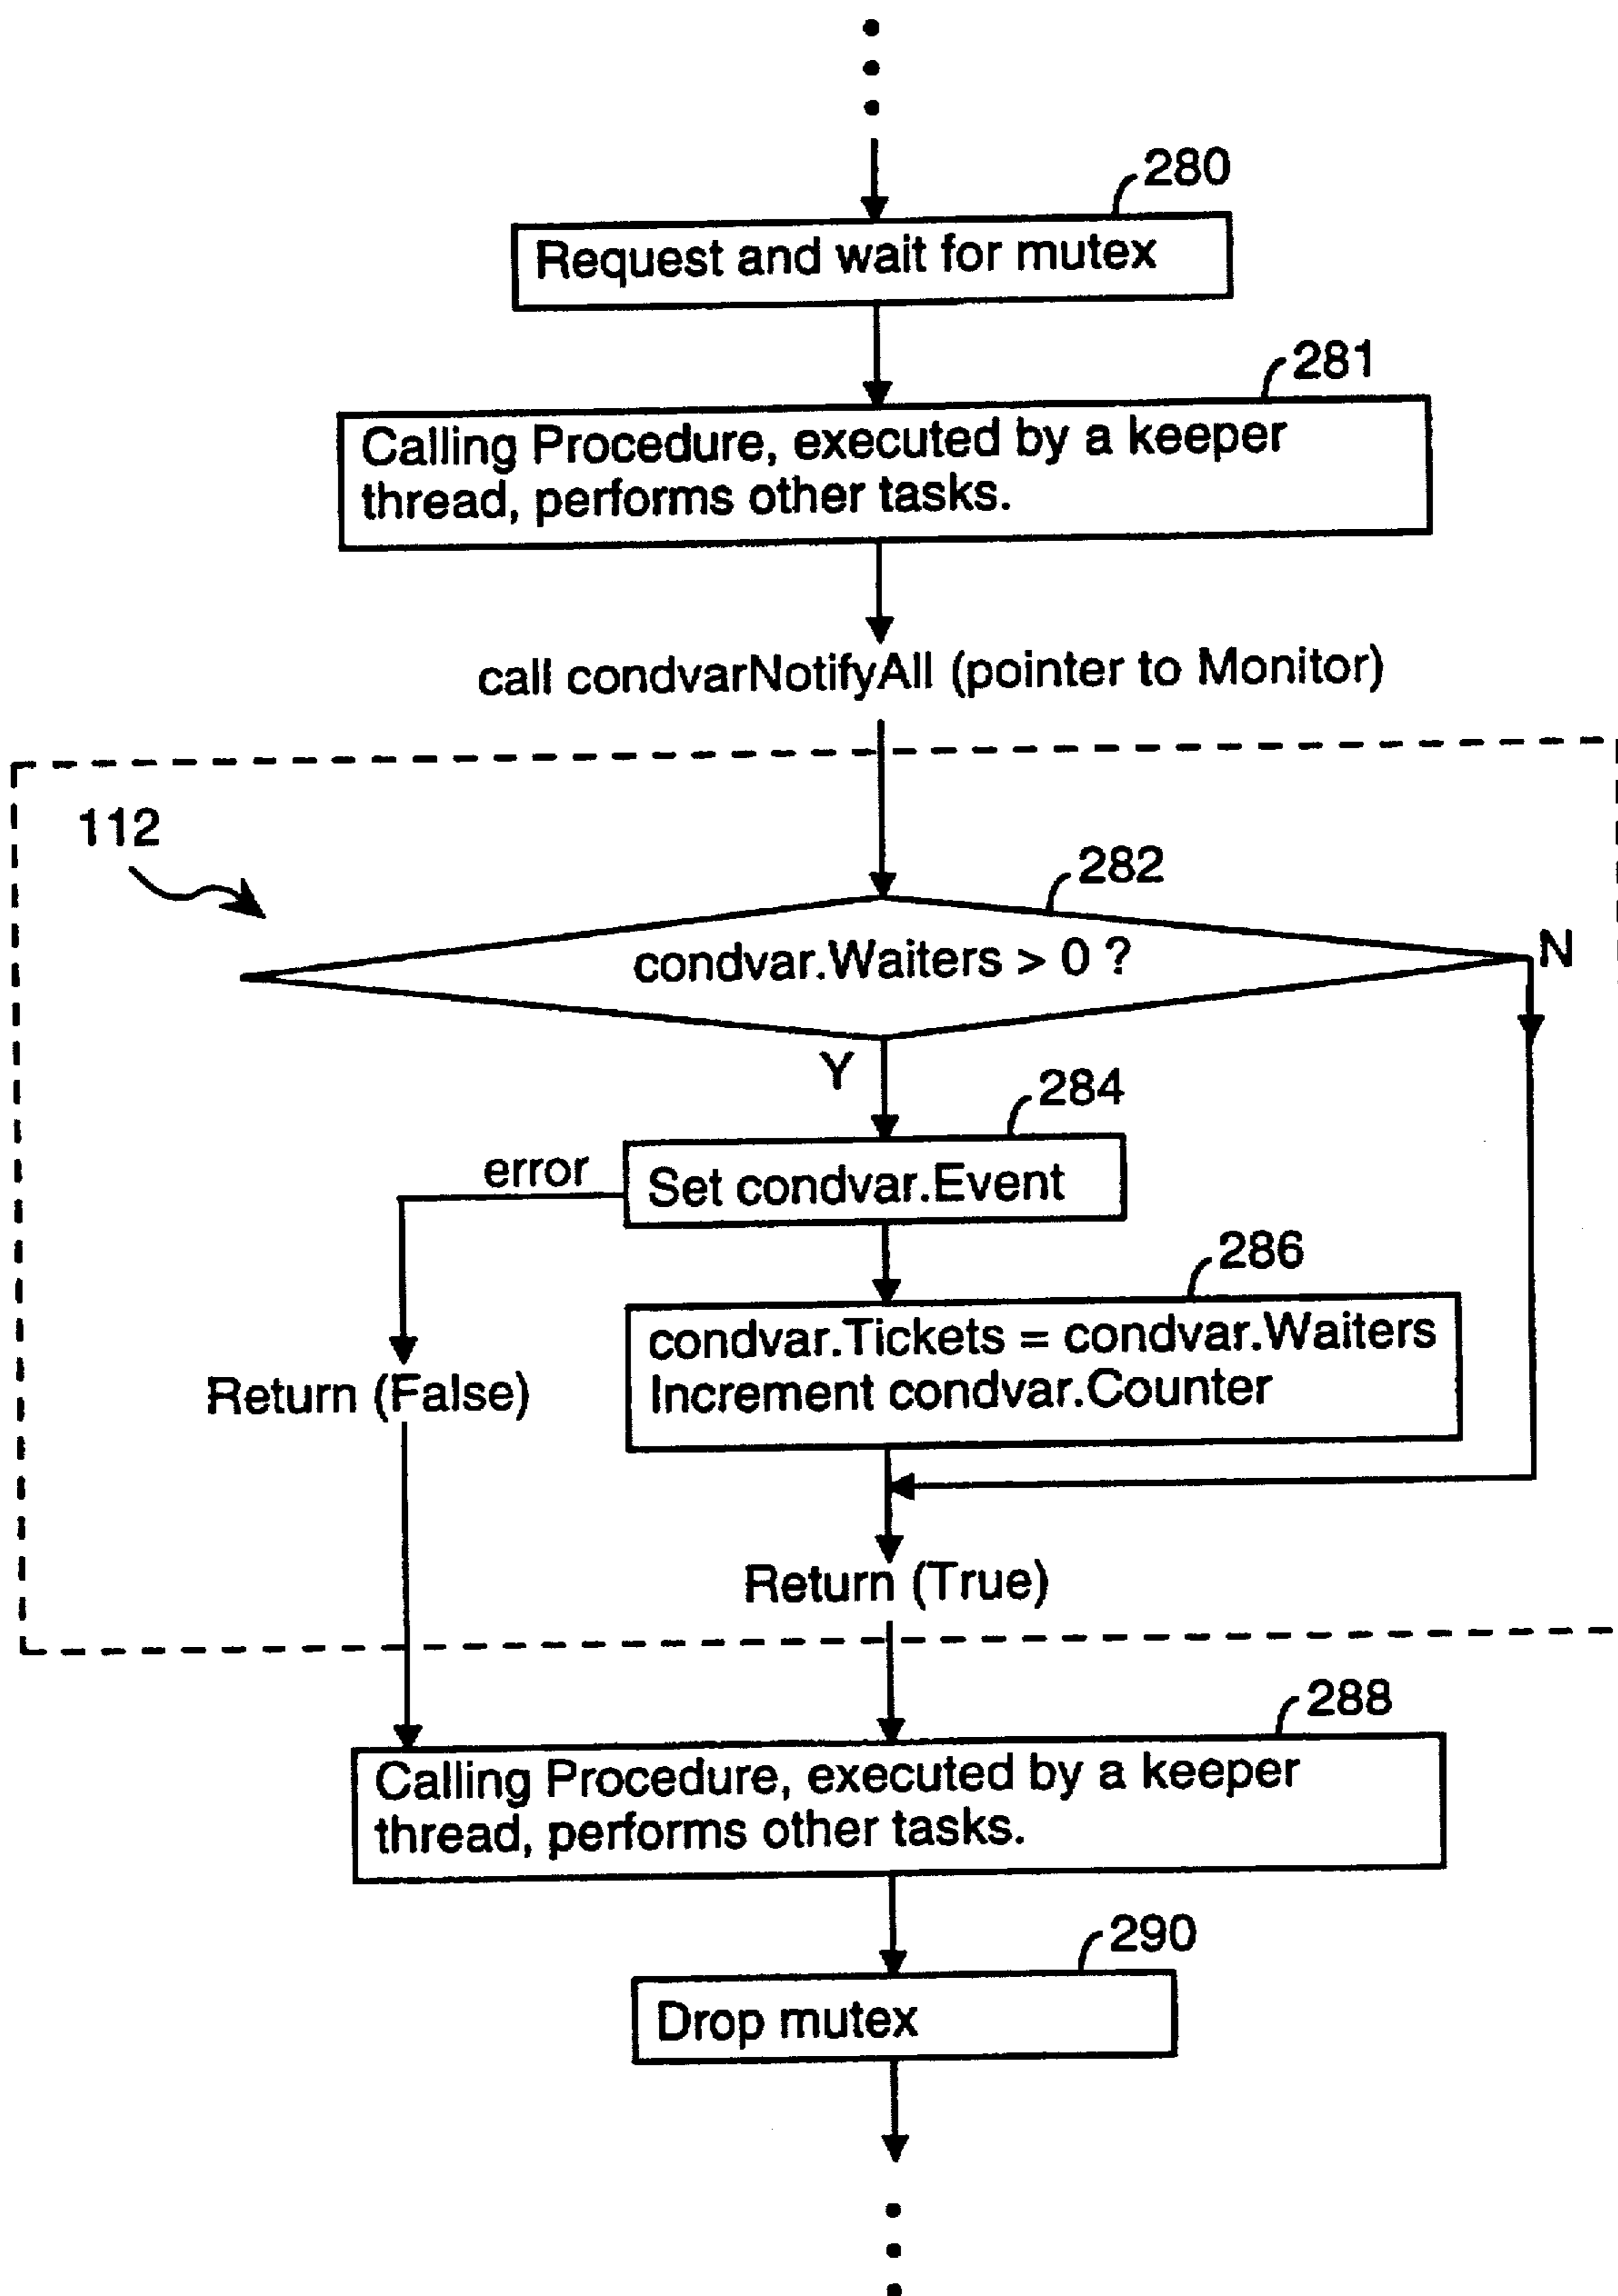 280
Request and wait for mutex
281
Calling Procedure, executed by a keeper
thread, performs other tasks.
call condvarNotifyAll (pointer to Monitor)
112
282
condvar.Waiters > 0 ?
N
Y
284
error
Set condvar.Event
286
condvar.Tickets = condvar.Waiters
Increment condvar.Counter
Return (False)
Return (True)
288
Calling Procedure, executed by a keeper
thread, performs other tasks.
290
Drop mutex